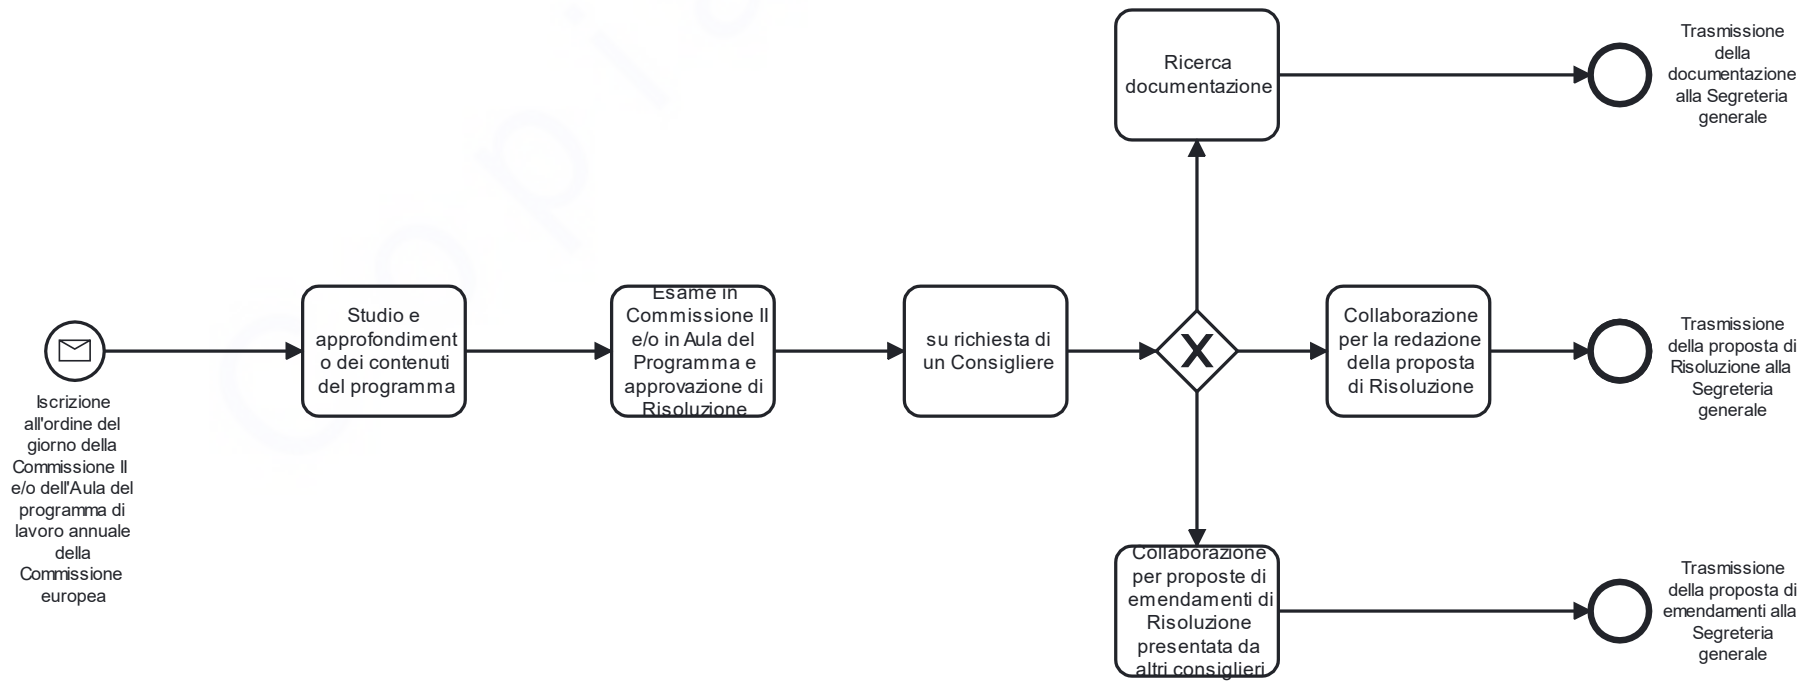 Iscrizione
all'ordine del
giorno della
Commissione II
e/o dell'Aula del
programma di
lavoro annuale
della
Commissione
europea
Studio e
approfondiment
o dei contenuti
del programma
Esame in
Commissione II
e/o in Aula del
Programma e
approvazione di
Risoluzione
su richiesta di
un Consigliere
X
Ricerca
documentazione
Trasmissione
della
documentazione
alla Segreteria
generale
Collaborazione
per la redazione
della proposta
di Risoluzione
Trasmissione
della proposta di
Risoluzione alla
Segreteria
generale
Collaborazione
per proposte di
emendamenti di
Risoluzione
presentata da
altri consiglieri
Trasmissione
della proposta di
emendamenti alla
Segreteria
generale